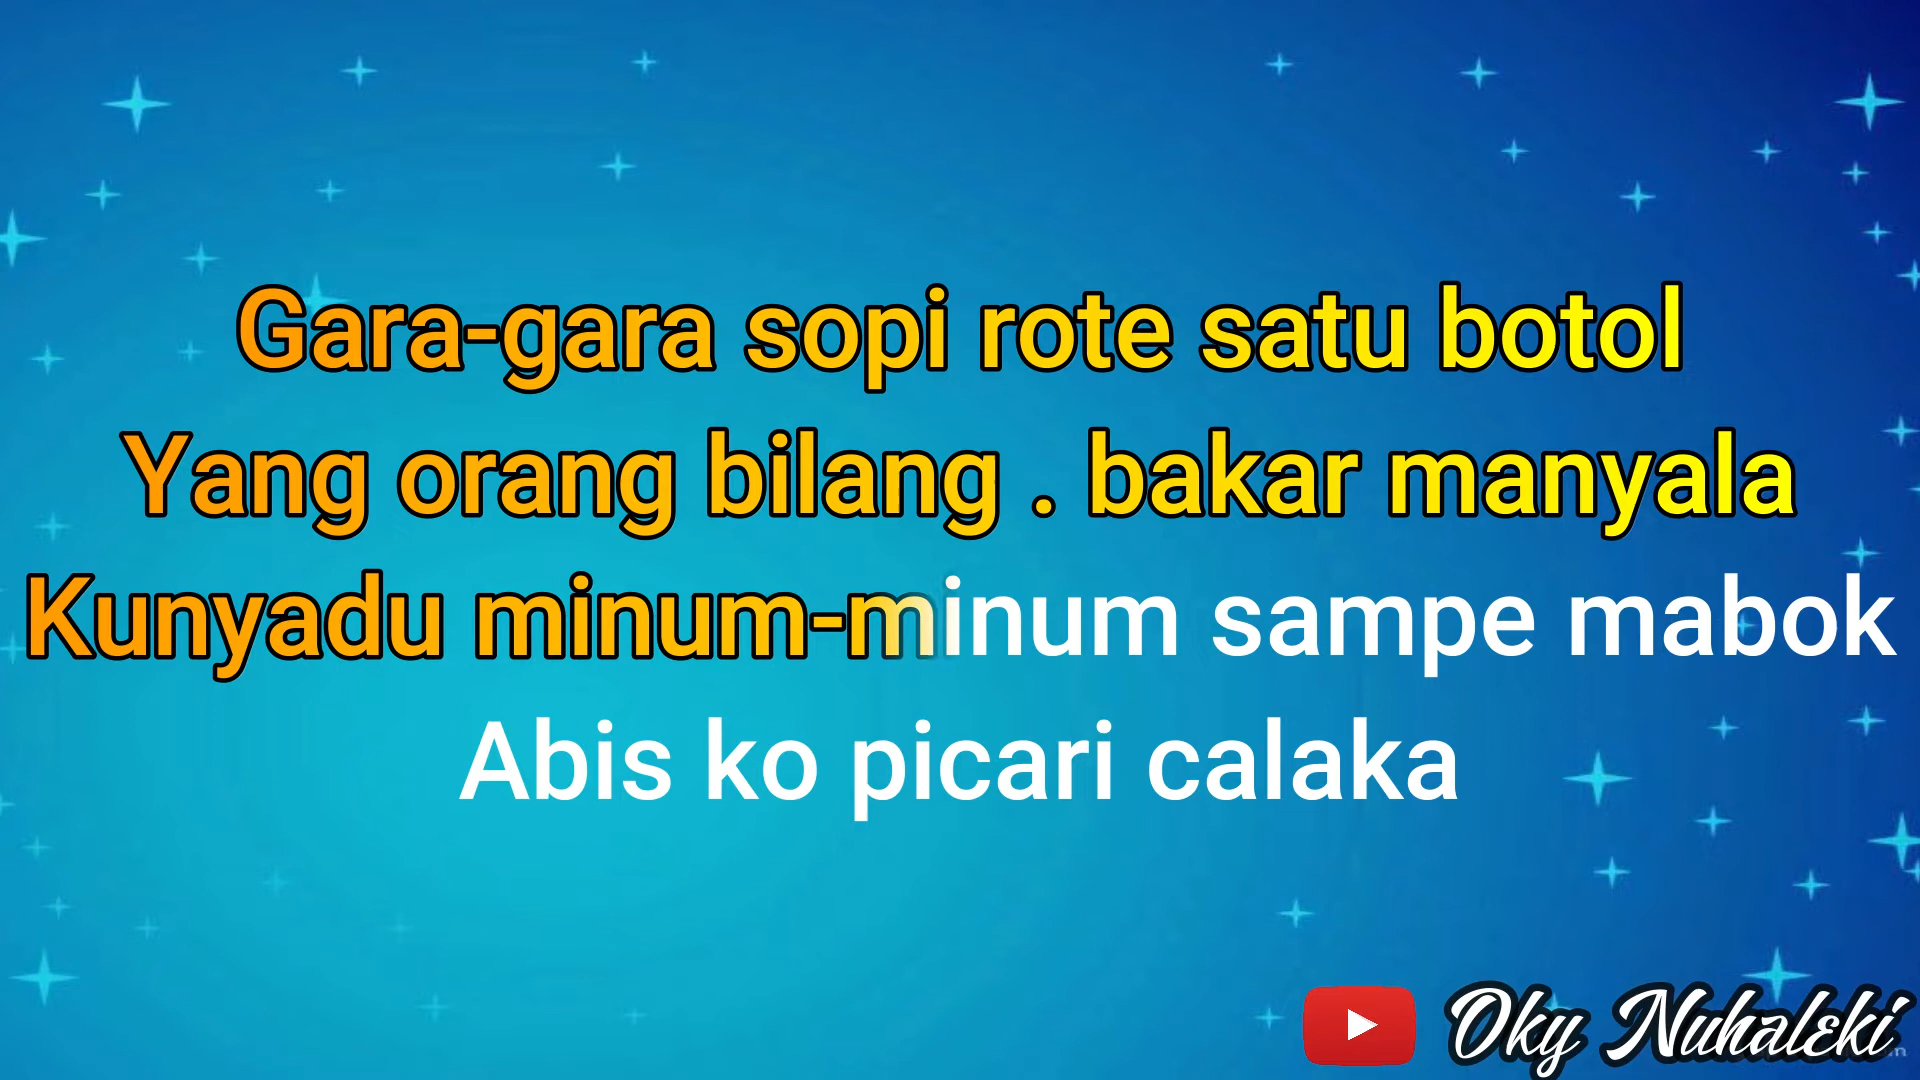 Gara-gara sopi rote satu botol
Yang orang bilang . bakar manyala
Kunyadu minum-minum sampe mabok
Abis ko picari calaka
Oky Nuhaleki